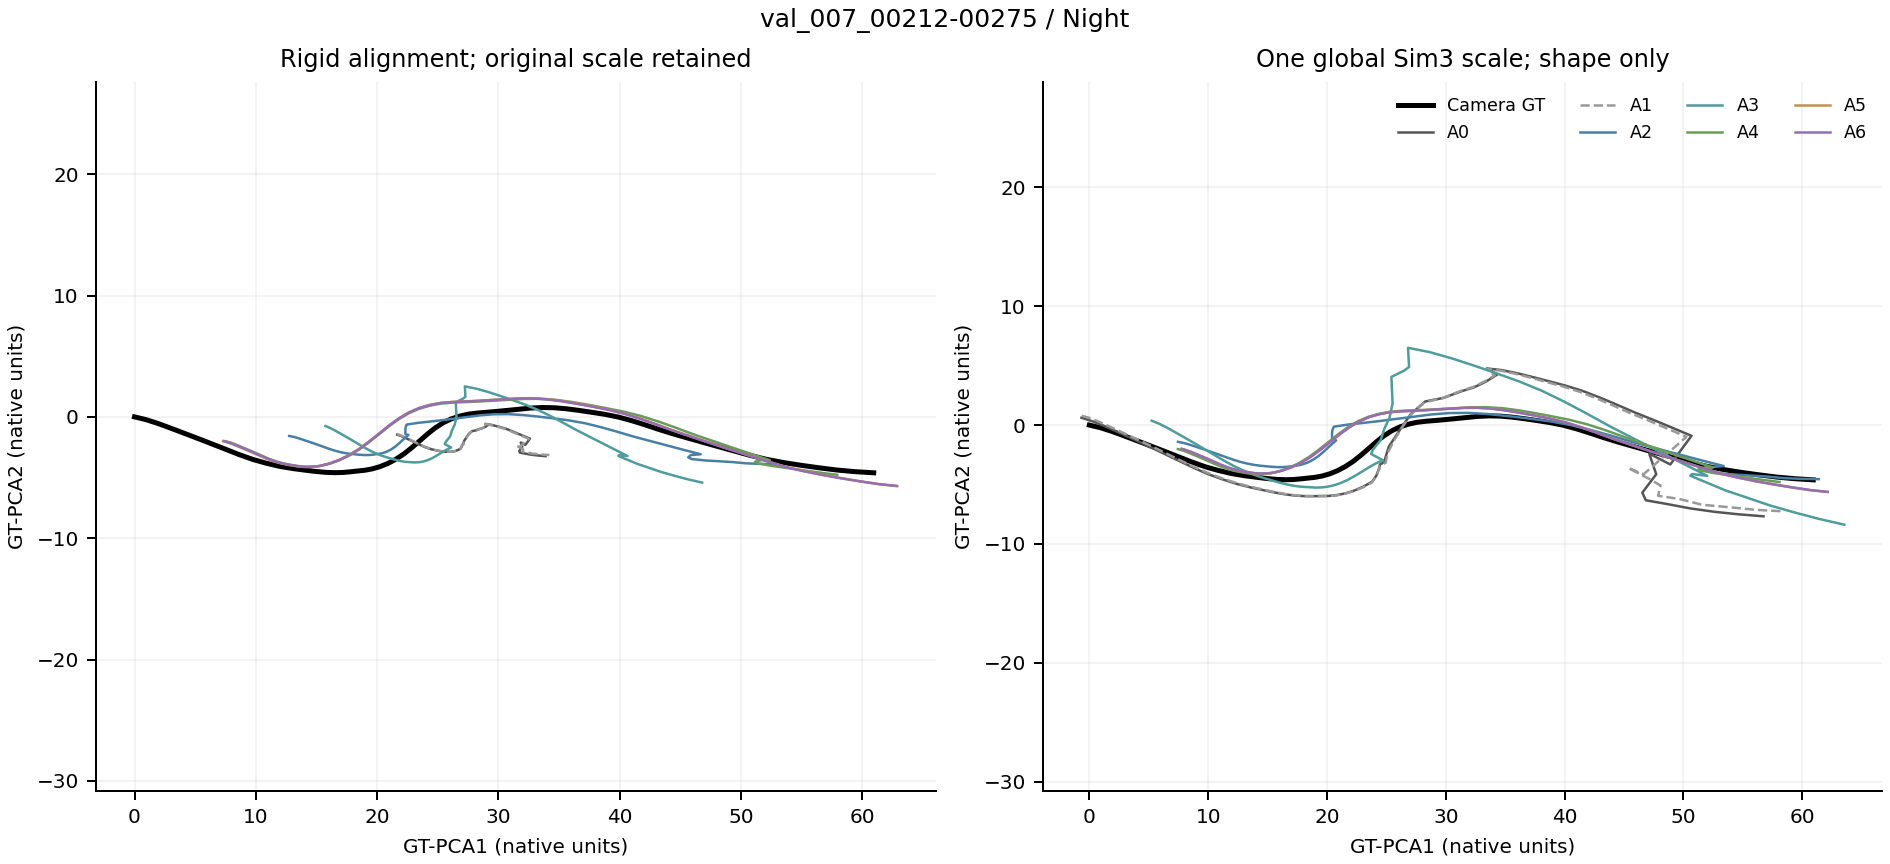 val_007_00212-00275 / Night
Rigid alignment; original scale retained
GT-PCA2 (native units)
20
10
0
−10
−20
−30
0 10 20 30 40 50 60
GT-PCA1 (native units)
One global Sim3 scale; shape only
Camera GT A1 A3 A5
A0 A2 A4 A6
GT-PCA2 (native units)
20
10
0
−10
−20
−30
0 10 20 30 40 50 60
GT-PCA1 (native units)